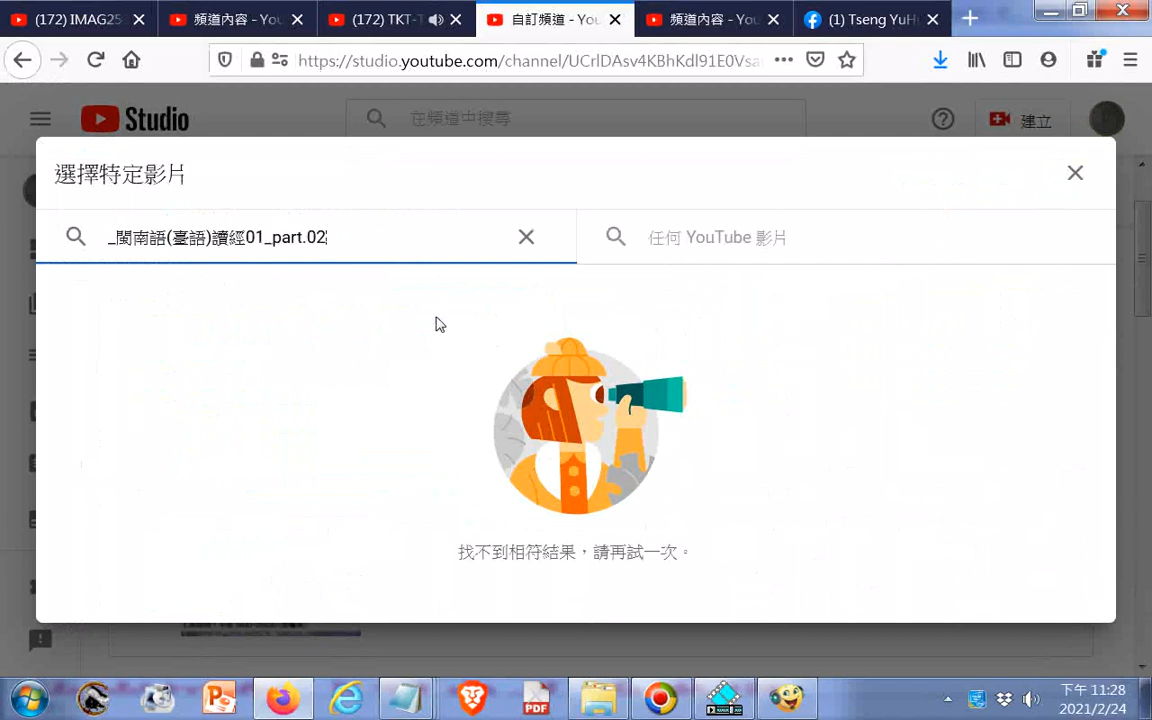 (172) IMAG25
頻道內容 - You
(172) TKT-T
自訂頻道 - You
頻道內容 - You
(1) Tseng YuHu
https://studio.youtube.com/channel/UCrlDAsv4KBhKdl91E0Vsa
Studio
在頻道中搜尋
建立
選擇特定影片
_閩南語(臺語)讀經01_part.02
任何 YouTube 影片
找不到相符結果，請再試一次。
PDF
下午 11:28
2021/2/24